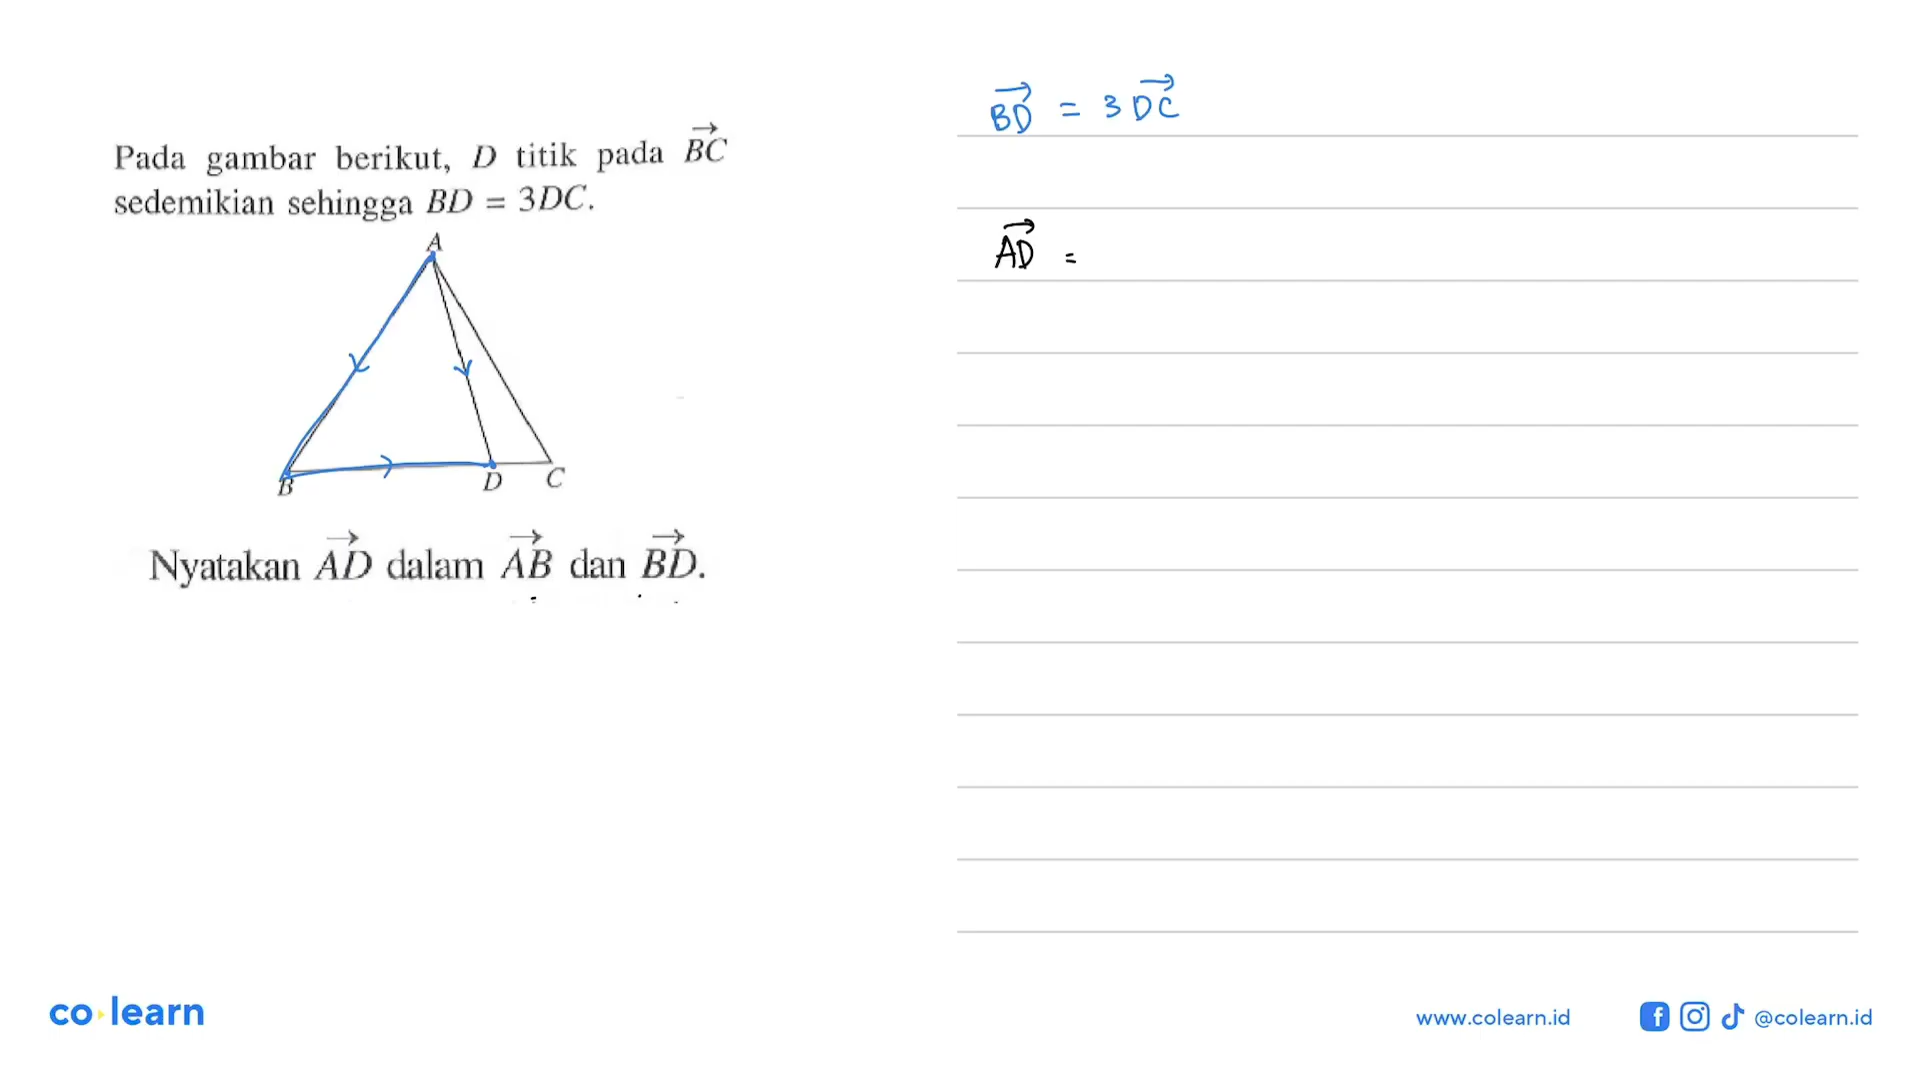 Pada gambar berikut, D titik pada $\overrightarrow{BC}$
sedemikian sehingga BD = 3DC.
A
B
D
C
Nyatakan $\overrightarrow{AD}$ dalam $\overrightarrow{AB}$ dan $\overrightarrow{BD}$.
$\overrightarrow{BD}$ = 3 $\overrightarrow{DC}$
$\overrightarrow{AD}$ =
co learn
www.colearn.id
@colearn.id